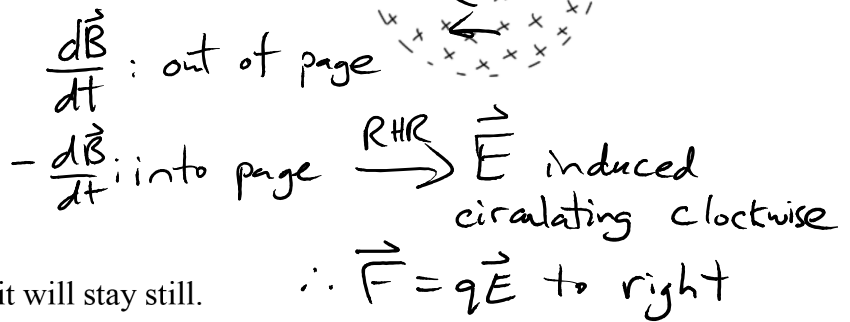 dB⃗/dt : out of page
- dB⃗/dt : into page RHR → E⃗ induced
circulating clockwise
it will stay still. ∴ F⃗ = qE⃗ to right